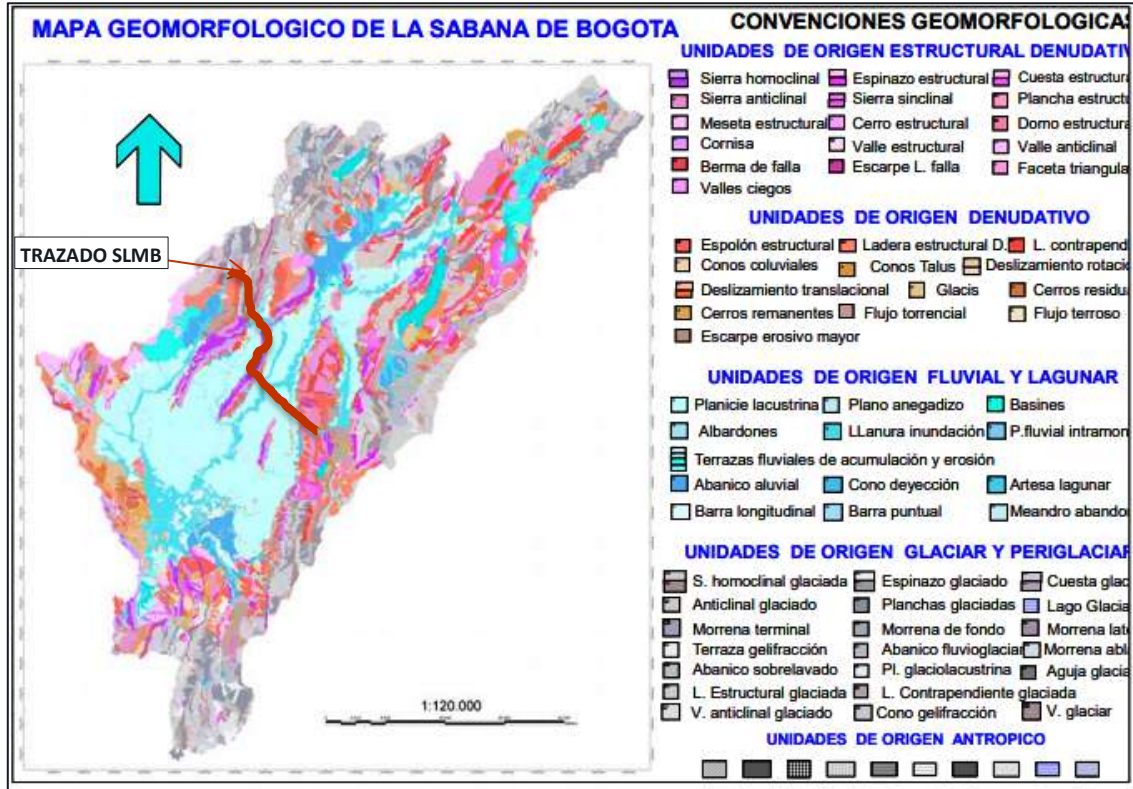 MAPA GEOMORFOLOGICO DE LA SABANA DE BOGOTA
TRAZADO SLMB
1:120.000
CONVENCIONES GEOMORFOLOGICAS
UNIDADES DE ORIGEN ESTRUCTURAL DENUDATIV
Sierra homoclinal Espinazo estructural Cuesta estructura
Sierra anticlinal Sierra sinclinal Plancha estructu
Meseta estructural Cerro estructural Domo estructura
Cornisa Valle estructural Valle anticlinal
Berma de falla Escarpe L. falla Faceta triangula
Valles ciegos
UNIDADES DE ORIGEN DENUDATIVO
Espolón estructural Ladera estructural D. L. contrapend
Conos coluviales Conos Talus Deslizamiento rotacio
Deslizamiento translacional Glacis Cerros residua
Cerros remanentes Flujo torrencial Flujo terroso
Escarpe erosivo mayor
UNIDADES DE ORIGEN FLUVIAL Y LAGUNAR
Planicie lacustrina Plano anegadizo Basines
Albardones LLanura inundación P.fluvial intramon
Terrazas fluviales de acumulación y erosión
Abanico aluvial Cono deyección Artesa lagunar
Barra longitudinal Barra puntual Meandro abando
UNIDADES DE ORIGEN GLACIAR Y PERIGLACIAR
S. homoclinal glaciada Espinazo glaciado Cuesta glac
Anticlinal glaciado Planchas glaciadas Lago Glacia
Morrena terminal Morrena de fondo Morrena late
Terraza gelifracción Abanico fluvioglaciar Morrena abl
Abanico sobrelavado Pl. glaciolacustrina Aguja glacia
L. Estructural glaciada L. Contrapendiente glaciada
V. anticlinal glaciado Cono gelifracción V. glaciar
UNIDADES DE ORIGEN ANTROPICO